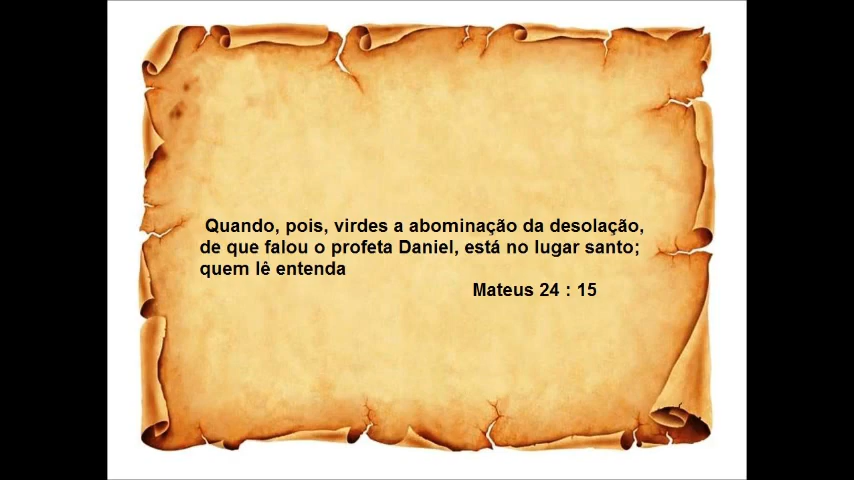 Quando, pois, virdes a abominação da desolação,
de que falou o profeta Daniel, está no lugar santo;
quem lê entenda
Mateus 24 : 15